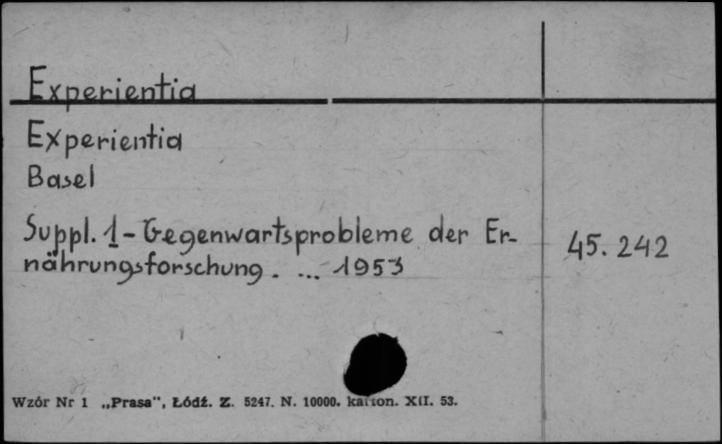 Experientia
Experientia
Basel
Suppl. 1 - Gegenwartsprobleme der Er-
nährungsforschung. ... 1953
45.242
Wzór Nr 1 „Prasa", Łódź. Z. 5247. N. 10000. karton. XII. 53.